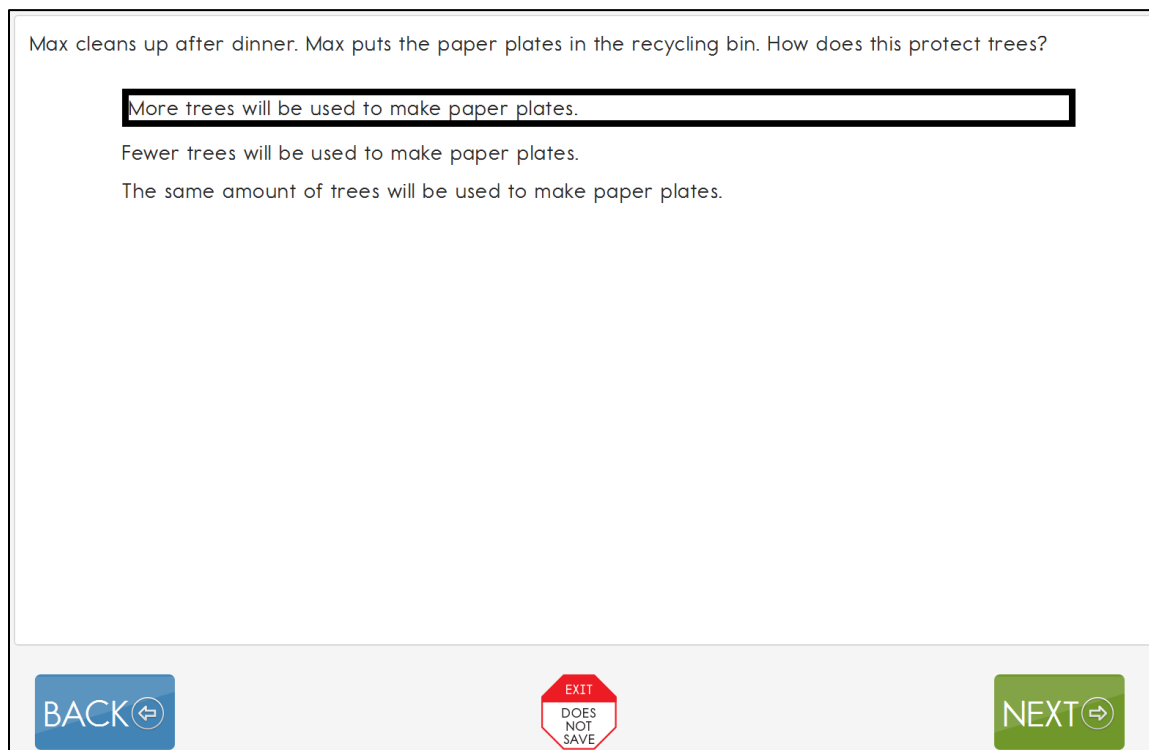 Max cleans up after dinner. Max puts the paper plates in the recycling bin. How does this protect trees?
More trees will be used to make paper plates.
Fewer trees will be used to make paper plates.
The same amount of trees will be used to make paper plates.
BACK
EXIT
DOES
NOT
SAVE
NEXT